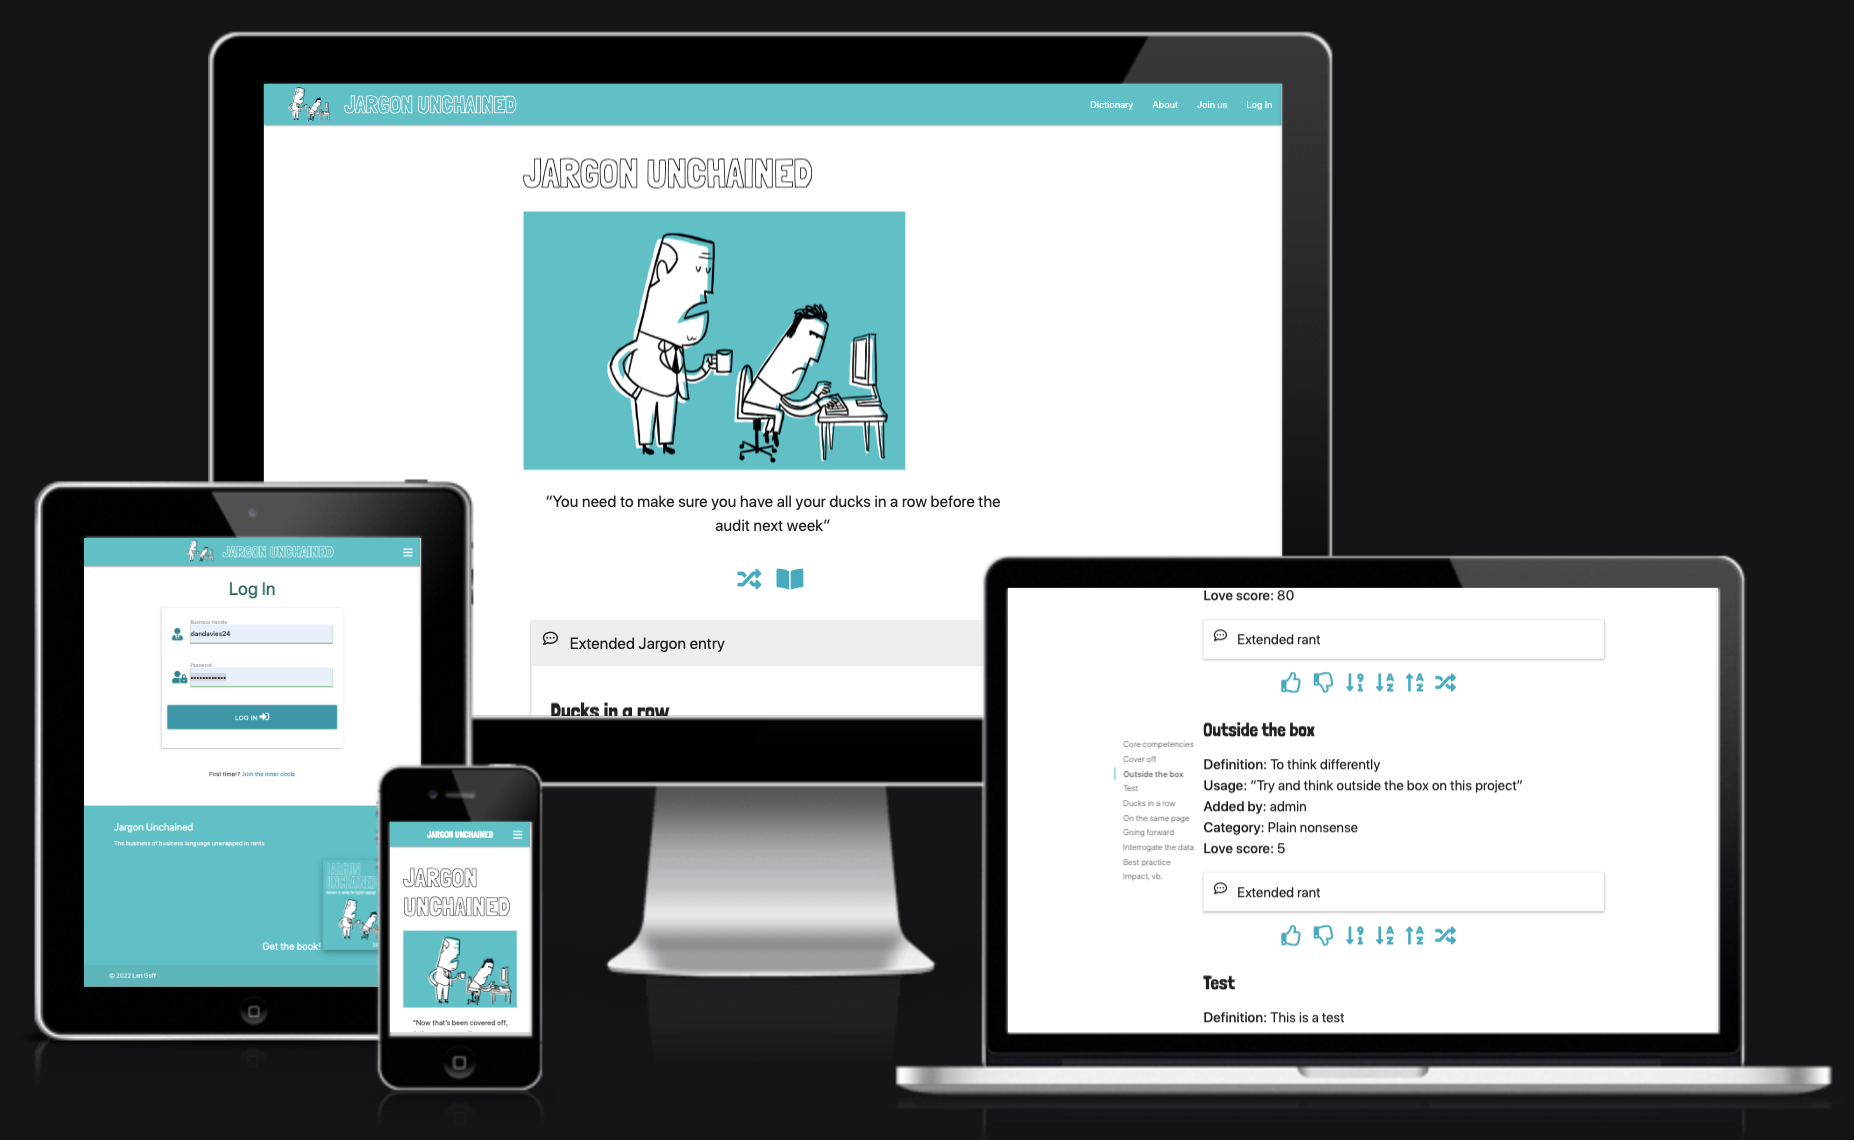 JARGON UNCHAINED
Dictionary
About
Join us
Log In
JARGON UNCHAINED
“You need to make sure you have all your ducks in a row before the
audit next week”
Extended Jargon entry
Ducks in a row
JARGON UNCHAINED
Log In
Business Handle
dandavies24
Password
••••••••••••
LOG IN
First timer? Join the inner circle
Jargon Unchained
The business of business language unwrapped in rants
JARGON
UNCHAINED
Get the book!
© 2022 Len Guff
JARGON UNCHAINED
JARGON
UNCHAINED
“Now that’s been covered off,
Love score: 80
Extended rant
Core competencies
Cover off
Outside the box
Test
Ducks in a row
On the same page
Going forward
Interrogate the data
Best practice
Impact, vb.
Outside the box
Definition: To think differently
Usage: “Try and think outside the box on this project”
Added by: admin
Category: Plain nonsense
Love score: 5
Extended rant
Test
Definition: This is a test